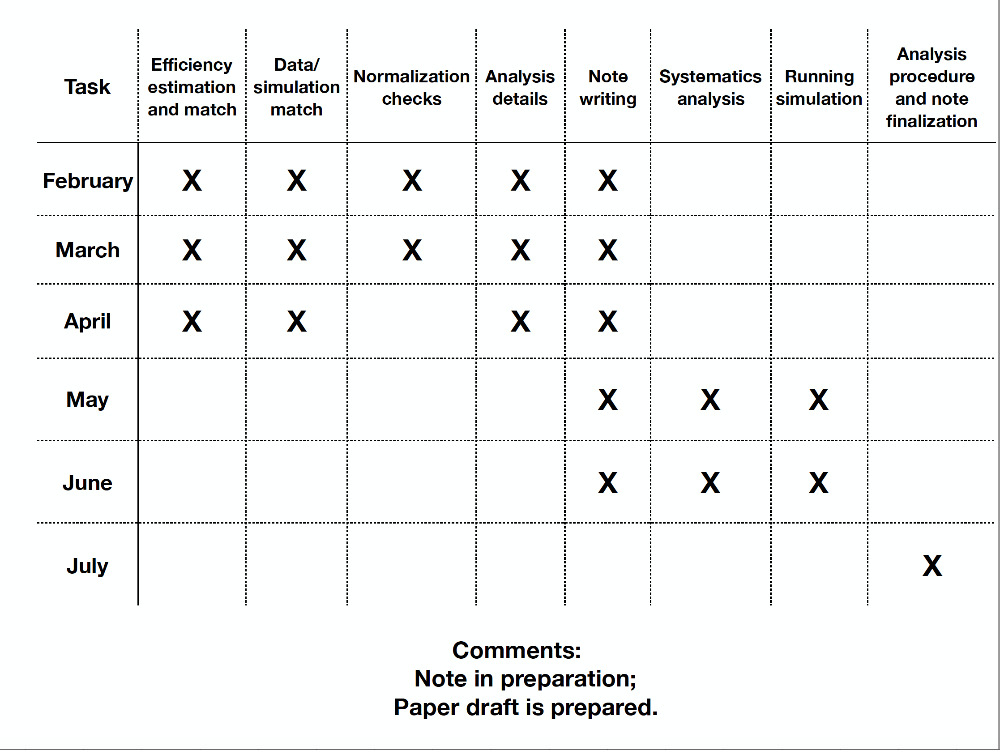 Task
Efficiency
estimation
and match
Data/
simulation
match
Normalization
checks
Analysis
details
Note
writing
Systematics
analysis
Running
simulation
Analysis
procedure
and note
finalization
February X X X X X
March X X X X X
April X X X X
May X X X
June X X X
July X
Comments:
Note in preparation;
Paper draft is prepared.